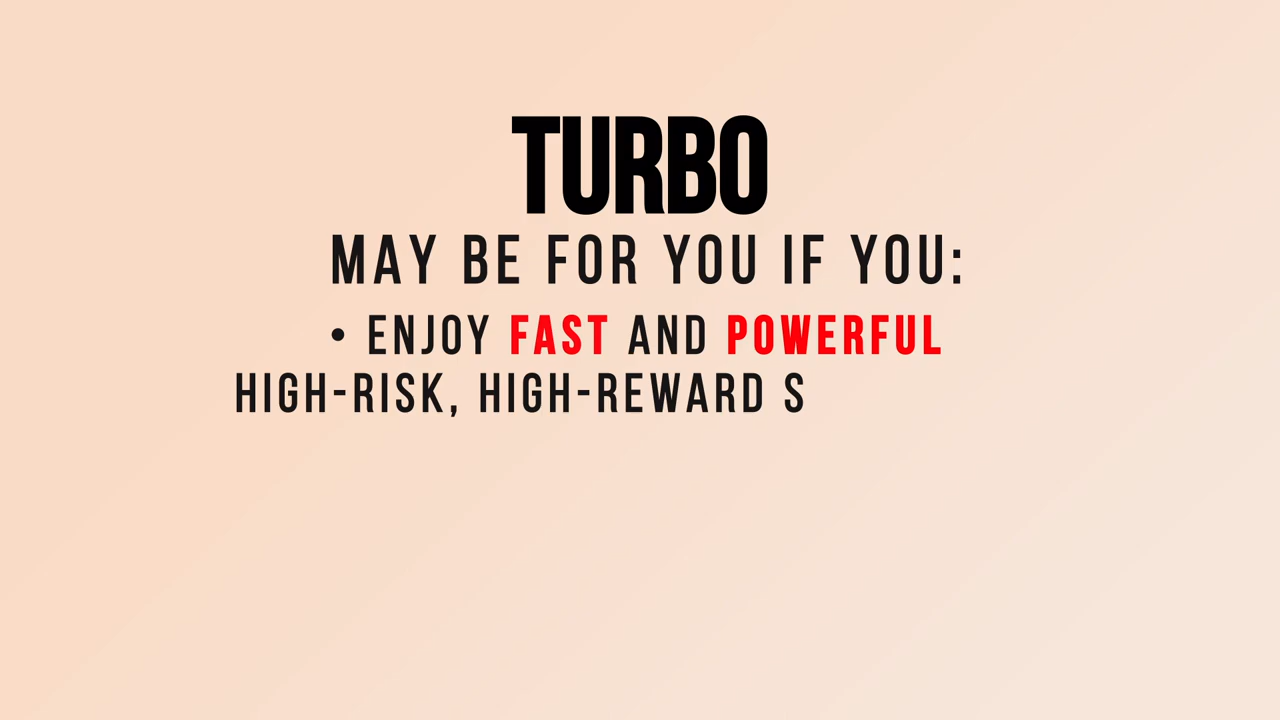 TURBO
MAY BE FOR YOU IF YOU:
• ENJOY FAST AND POWERFUL
HIGH-RISK, HIGH-REWARD S